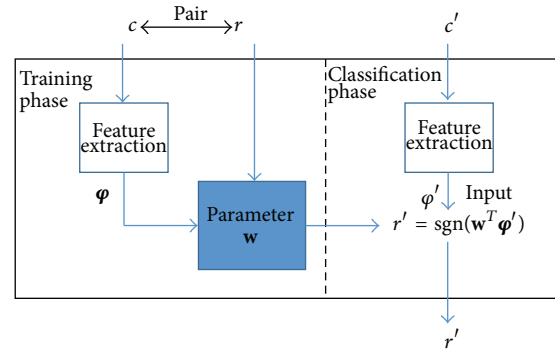 Pair
c r
c′
Training phase
Classification phase
Feature extraction
Feature extraction
φ
φ′ Input
Parameter
w
r′ = sgn(w^T φ′)
r′